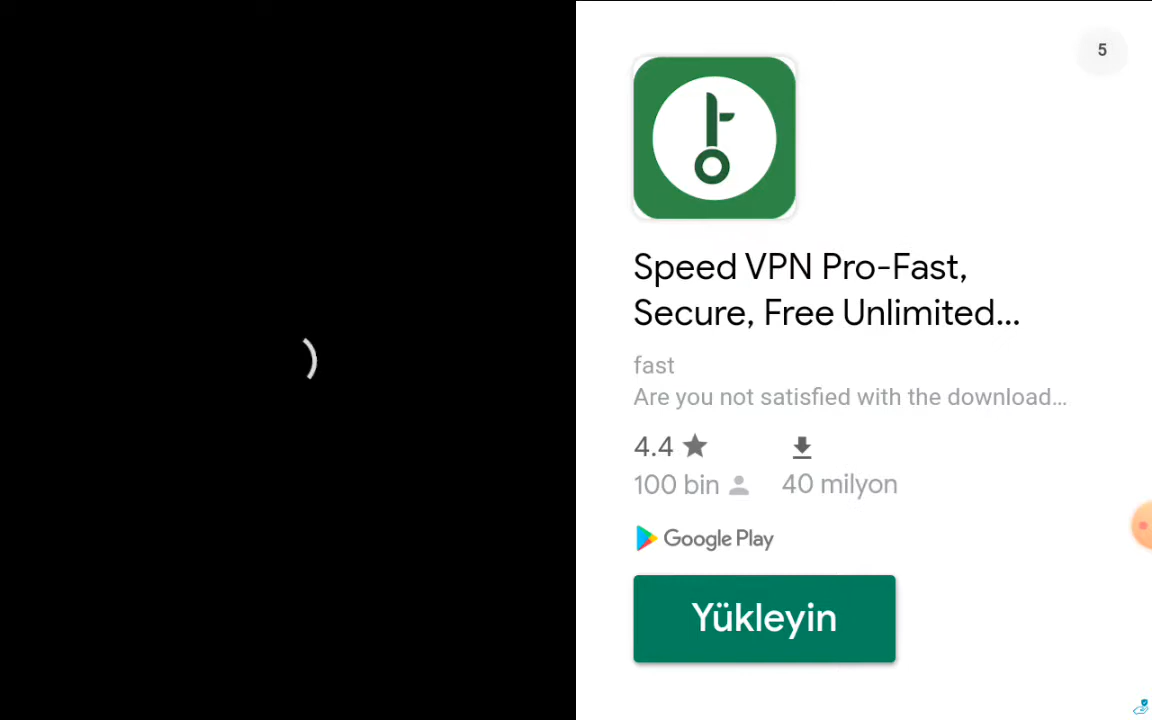 5
Speed VPN Pro-Fast,
Secure, Free Unlimited...
fast
Are you not satisfied with the download...
4.4
100 bin
40 milyon
Google Play
Yükleyin